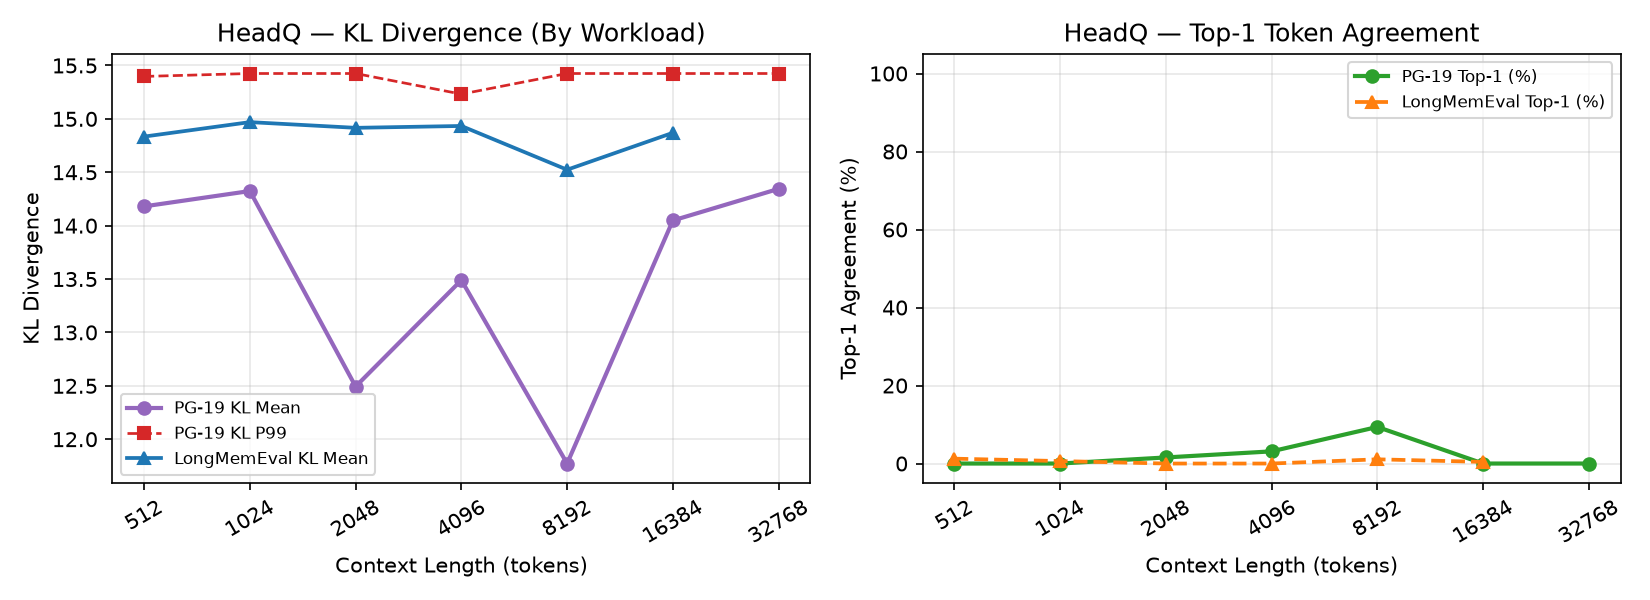 HeadQ — KL Divergence (By Workload)
KL Divergence
15.5
15.0
14.5
14.0
13.5
13.0
12.5
12.0
PG-19 KL Mean
PG-19 KL P99
LongMemEval KL Mean
512
1024
2048
4096
8192
16384
32768
Context Length (tokens)
HeadQ — Top-1 Token Agreement
Top-1 Agreement (%)
100
80
60
40
20
0
PG-19 Top-1 (%)
LongMemEval Top-1 (%)
512
1024
2048
4096
8192
16384
32768
Context Length (tokens)